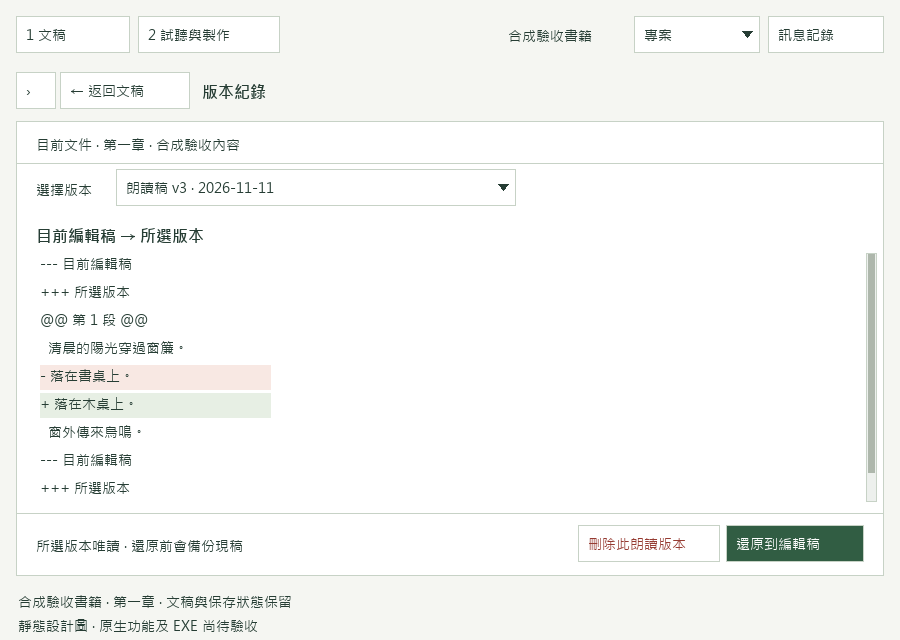 1 文稿
2 試聽與製作
合成驗收書籍
專案
訊息記錄
›
← 返回文稿
版本紀錄
目前文件 · 第一章 · 合成驗收內容
選擇版本
朗讀稿 v3 · 2026-11-11
目前編輯稿 → 所選版本
--- 目前編輯稿
+++ 所選版本
@@ 第 1 段 @@
清晨的陽光穿過窗簾。
- 落在書桌上。
+ 落在木桌上。
窗外傳來鳥鳴。
--- 目前編輯稿
+++ 所選版本
所選版本唯讀 · 還原前會備份現稿
刪除此朗讀版本
還原到編輯稿
合成驗收書籍 · 第一章 · 文稿與保存狀態保留
靜態設計圖 · 原生功能及 EXE 尚待驗收